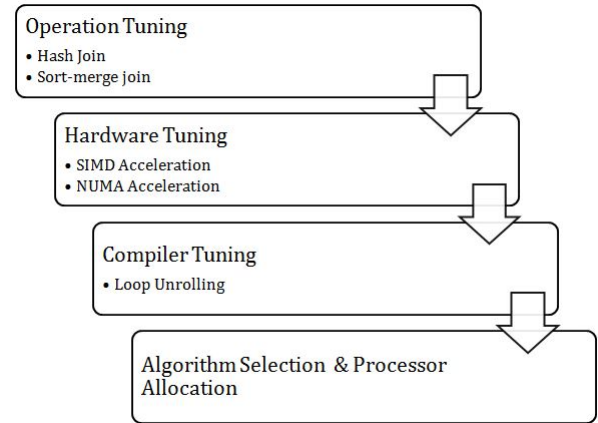 Operation Tuning
• Hash Join
• Sort-merge join
Hardware Tuning
• SIMD Acceleration
• NUMA Acceleration
Compiler Tuning
• Loop Unrolling
Algorithm Selection & Processor
Allocation